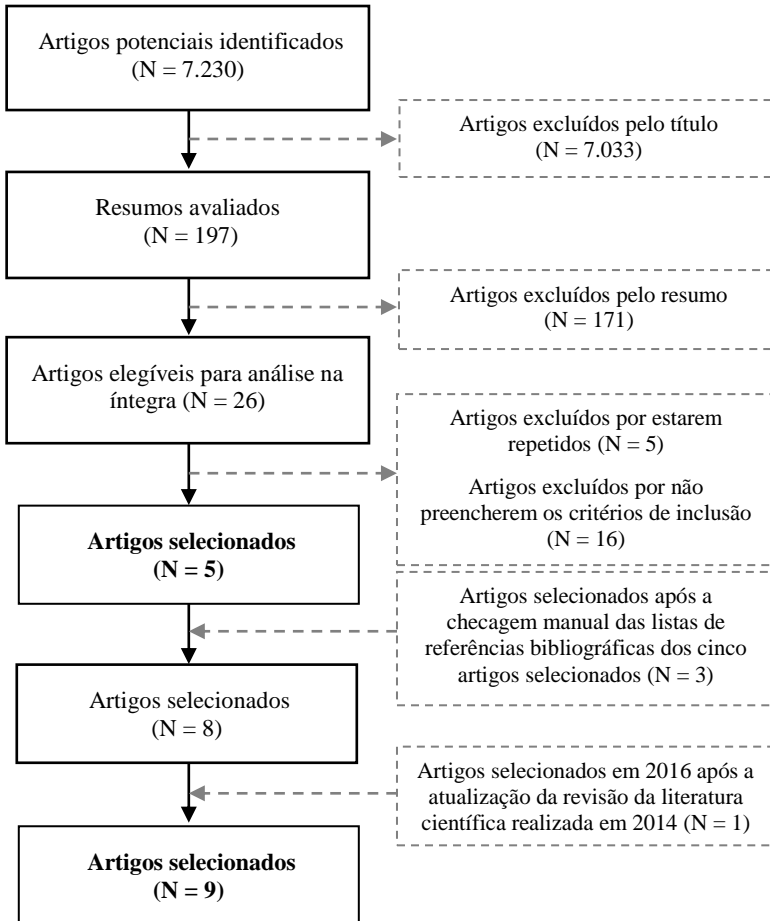 Artigos potenciais identificados
(N = 7.230)
Artigos excluídos pelo título
(N = 7.033)
Resumos avaliados
(N = 197)
Artigos excluídos pelo resumo
(N = 171)
Artigos elegíveis para análise na
íntegra (N = 26)
Artigos excluídos por estarem
repetidos (N = 5)
Artigos excluídos por não
preencherem os critérios de inclusão
(N = 16)
Artigos selecionados
(N = 5)
Artigos selecionados após a
checagem manual das listas de
referências bibliográficas dos cinco
artigos selecionados (N = 3)
Artigos selecionados
(N = 8)
Artigos selecionados em 2016 após a
atualização da revisão da literatura
científica realizada em 2014 (N = 1)
Artigos selecionados
(N = 9)